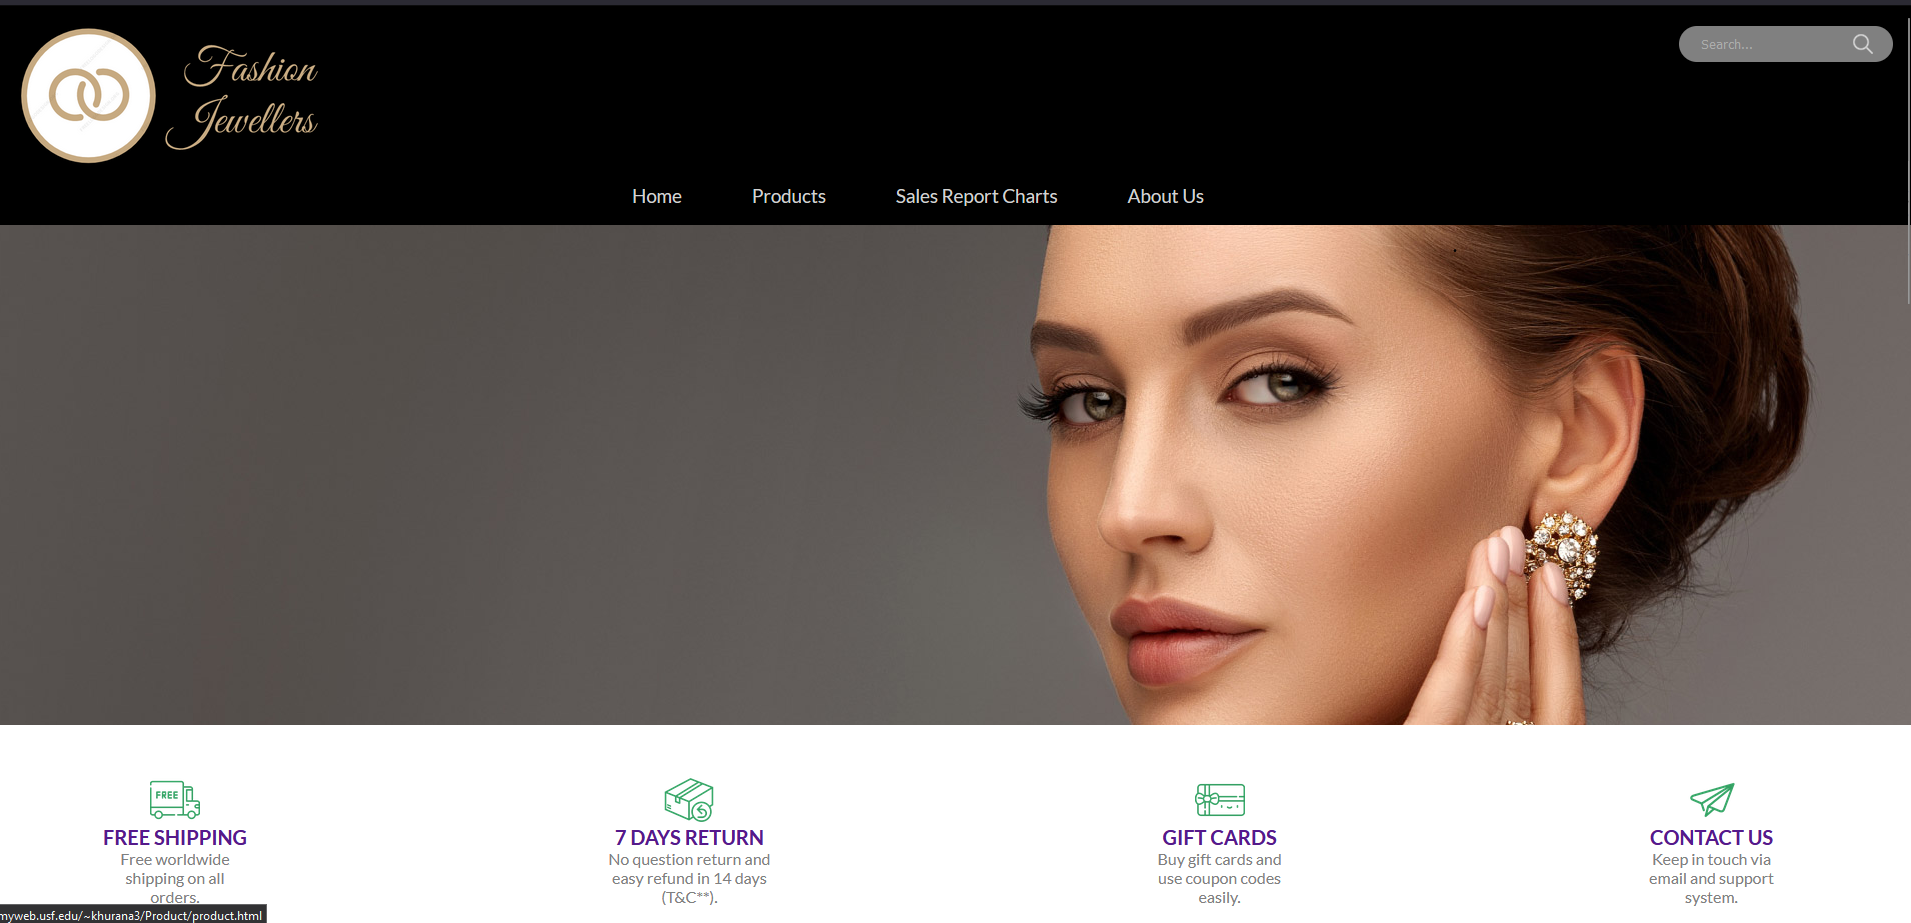 Fashion
Jewellers
Search...
Home
Products
Sales Report Charts
About Us
FREE
FREE SHIPPING
Free worldwide
shipping on all
orders.
7 DAYS RETURN
No question return and
easy refund in 14 days
(T&C**).
GIFT CARDS
Buy gift cards and
use coupon codes
easily.
CONTACT US
Keep in touch via
email and support
system.
myweb.usf.edu/~khurana3/Product/product.html